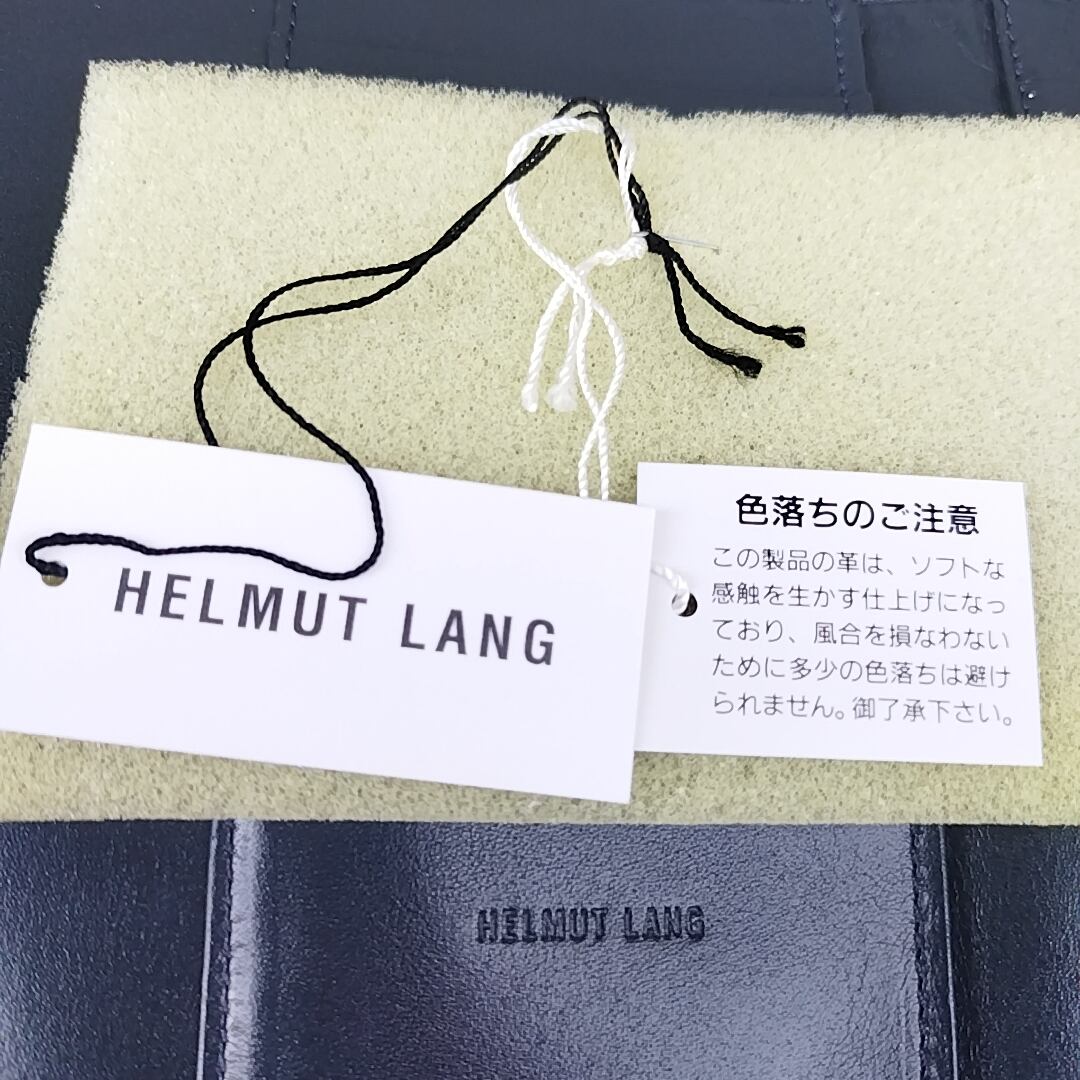 HELMUT LANG
色落ちのご注意
この製品の革は、ソフトな
感触を生かす仕上げになっ
ており、風合を損なわない
ために多少の色落ちは避け
られません。御了承下さい。
HELMUT LANG